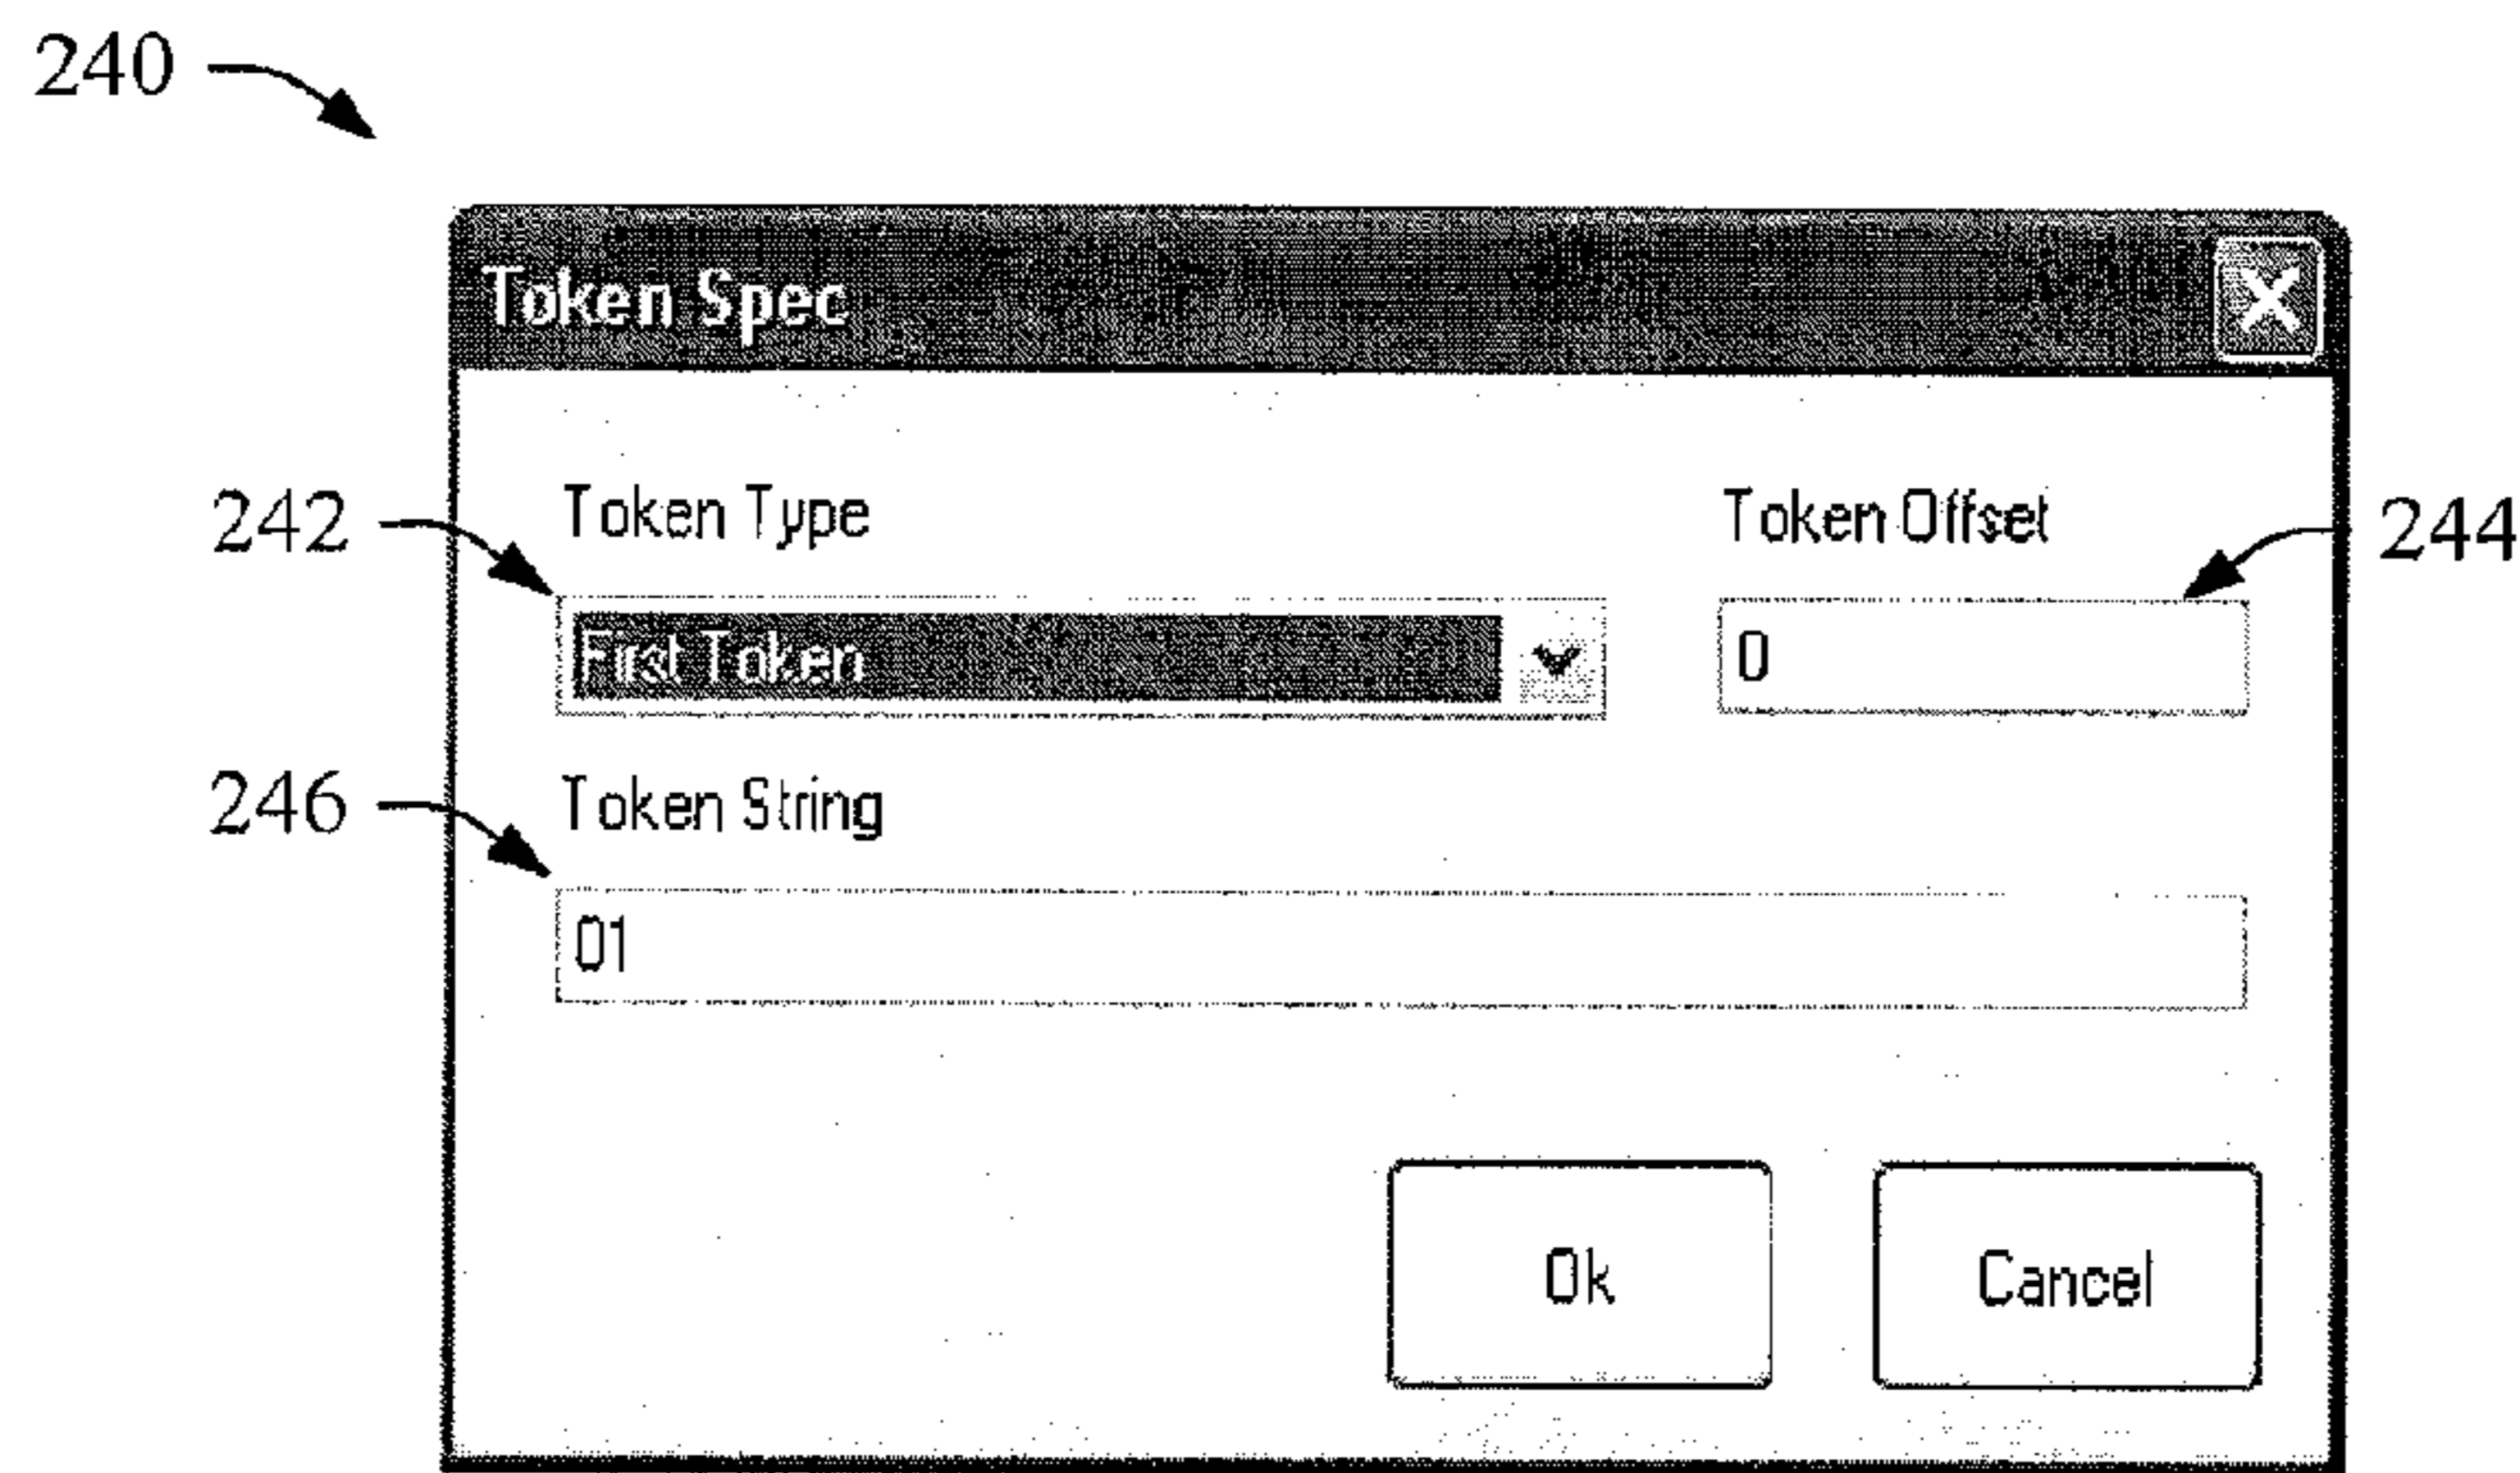 240
Token Spec
242 Token Type Token Offset 244
First Token 0
246 Token String
01
Ok Cancel